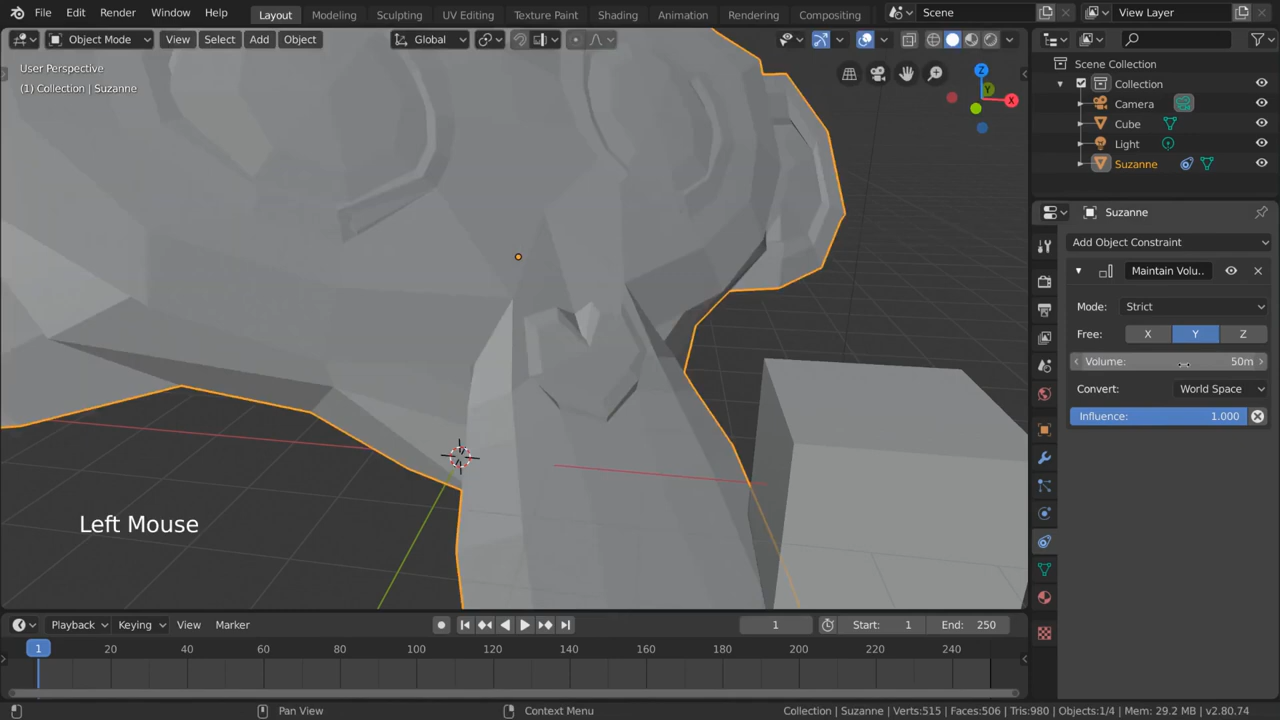 File Edit Render Window Help Layout Modeling Sculpting UV Editing Texture Paint Shading Animation Rendering Compositing Scene View Layer
Object Mode View Select Add Object Global
User Perspective
(1) Collection | Suzanne
Z
Y
X
Left Mouse
Scene Collection
Collection
Camera
Cube
Light
Suzanne
Suzanne
Add Object Constraint
Maintain Volu..
Mode: Strict
Free: X Y Z
Volume: 50m
Convert: World Space
Influence: 1.000
Playback Keying View Marker 1 Start: 1 End: 250
1 20 40 60 80 100 120 140 160 180 200 220 240
Pan View Context Menu Collection | Suzanne | Verts:515 | Faces:506 | Tris:980 | Objects:1/4 | Mem: 29.2 MB | v2.80.74